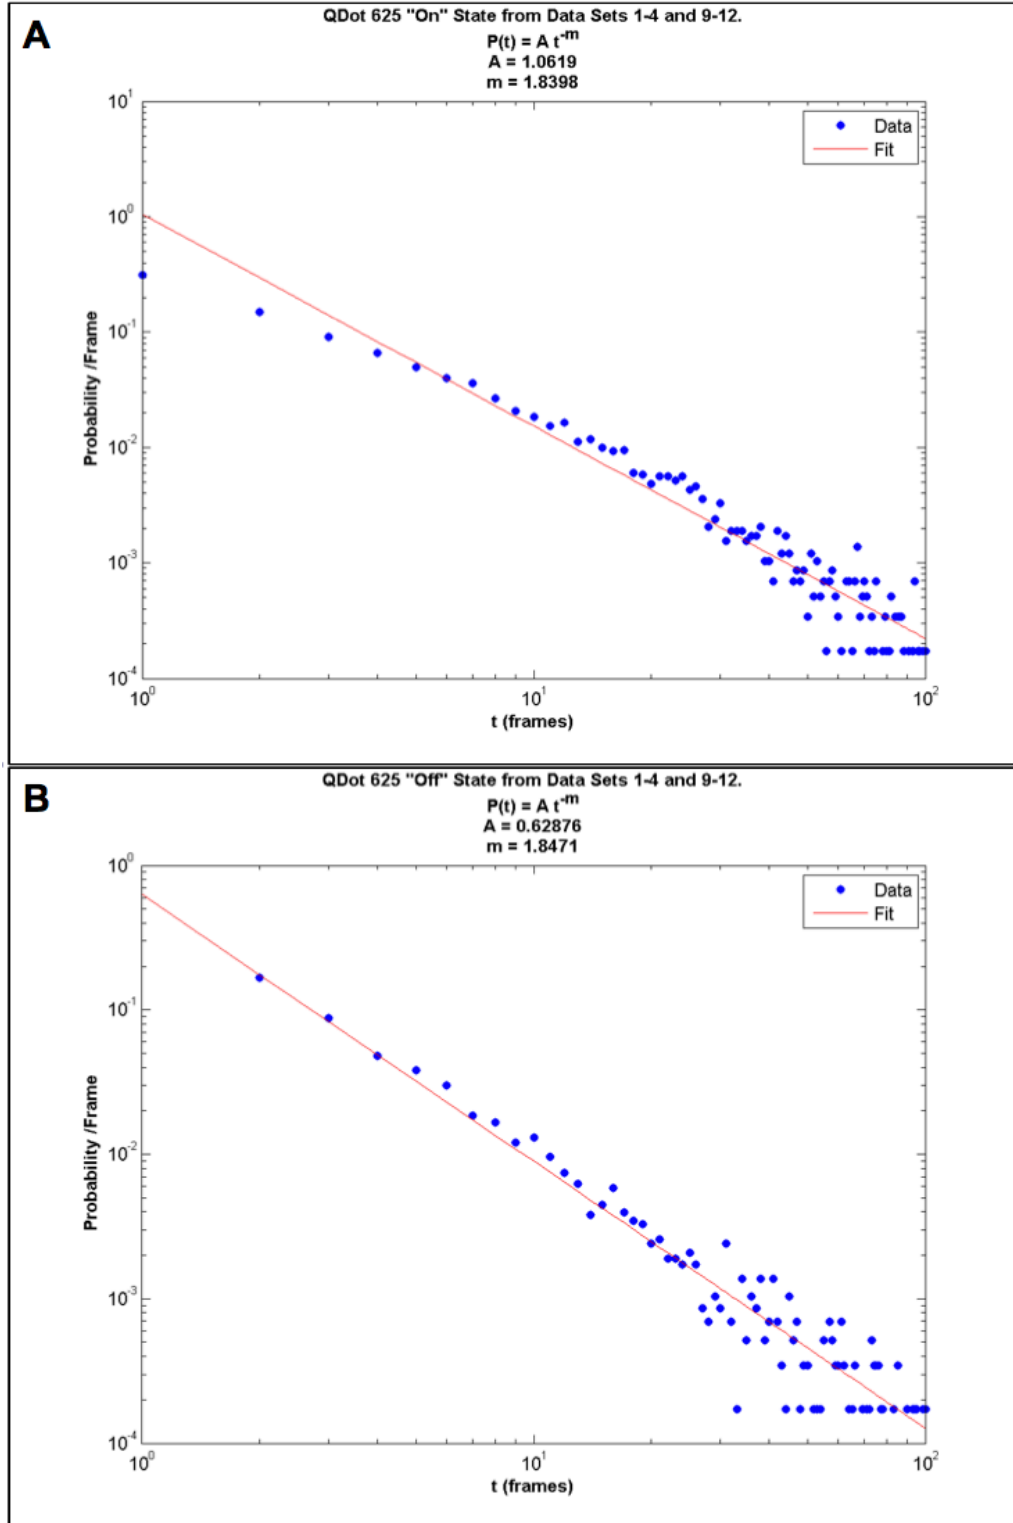 A
QDot 625 "On" State from Data Sets 1-4 and 9-12.
P(t) = A t^-m
A = 1.0619
m = 1.8398
10^1
10^0
10^-1
10^-2
10^-3
10^-4
Probability /Frame
Data
Fit
10^0
10^1
10^2
t (frames)
B
QDot 625 "Off" State from Data Sets 1-4 and 9-12.
P(t) = A t^-m
A = 0.62876
m = 1.8471
10^0
10^-1
10^-2
10^-3
10^-4
Probability /Frame
Data
Fit
10^0
10^1
10^2
t (frames)